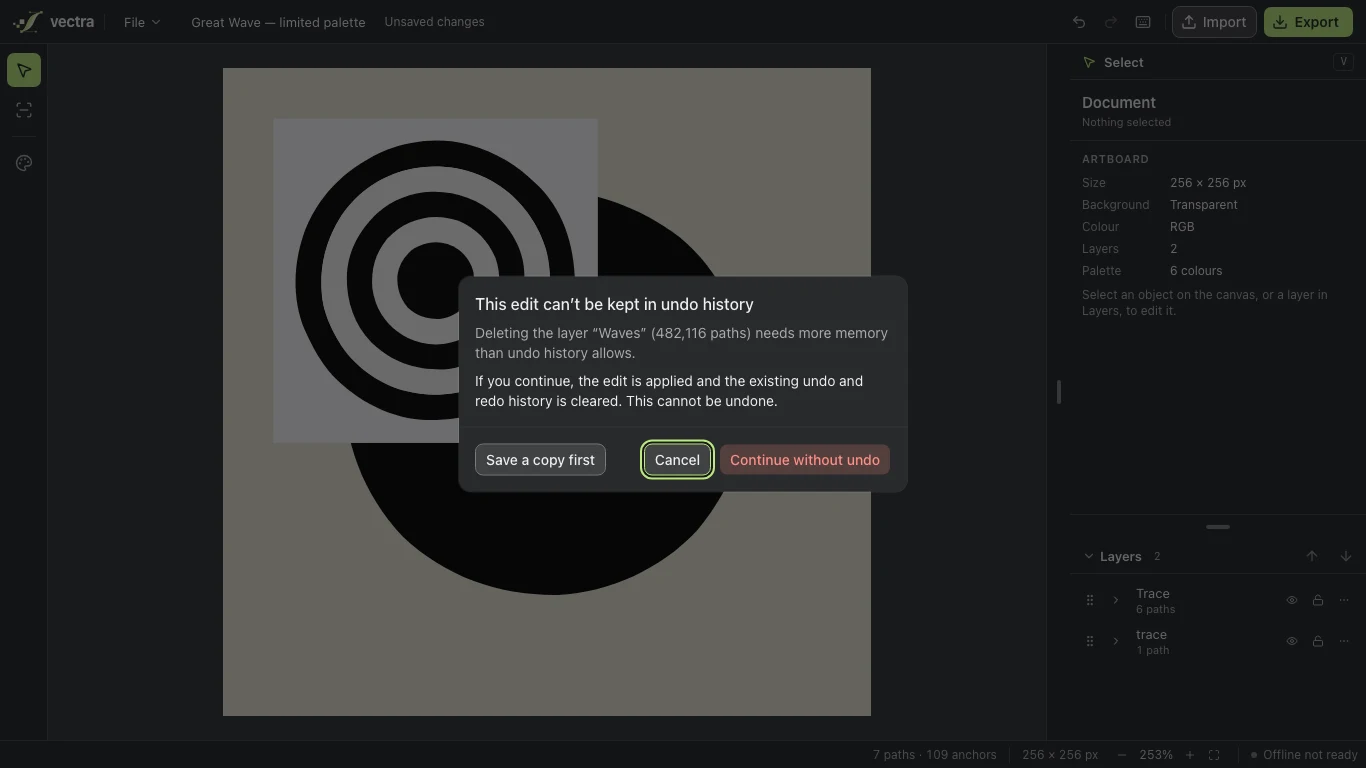 vectra
File
Great Wave — limited palette
Unsaved changes
Import
Export
Select
V
Document
Nothing selected
ARTBOARD
Size 256 × 256 px
Background Transparent
Colour RGB
Layers 2
Palette 6 colours
Select an object on the canvas, or a layer in
Layers, to edit it.
This edit can’t be kept in undo history
Deleting the layer “Waves” (482,116 paths) needs more memory
than undo history allows.
If you continue, the edit is applied and the existing undo and
redo history is cleared. This cannot be undone.
Save a copy first
Cancel
Continue without undo
Layers 2
Trace
6 paths
trace
1 path
7 paths · 109 anchors
256 × 256 px
253%
Offline not ready